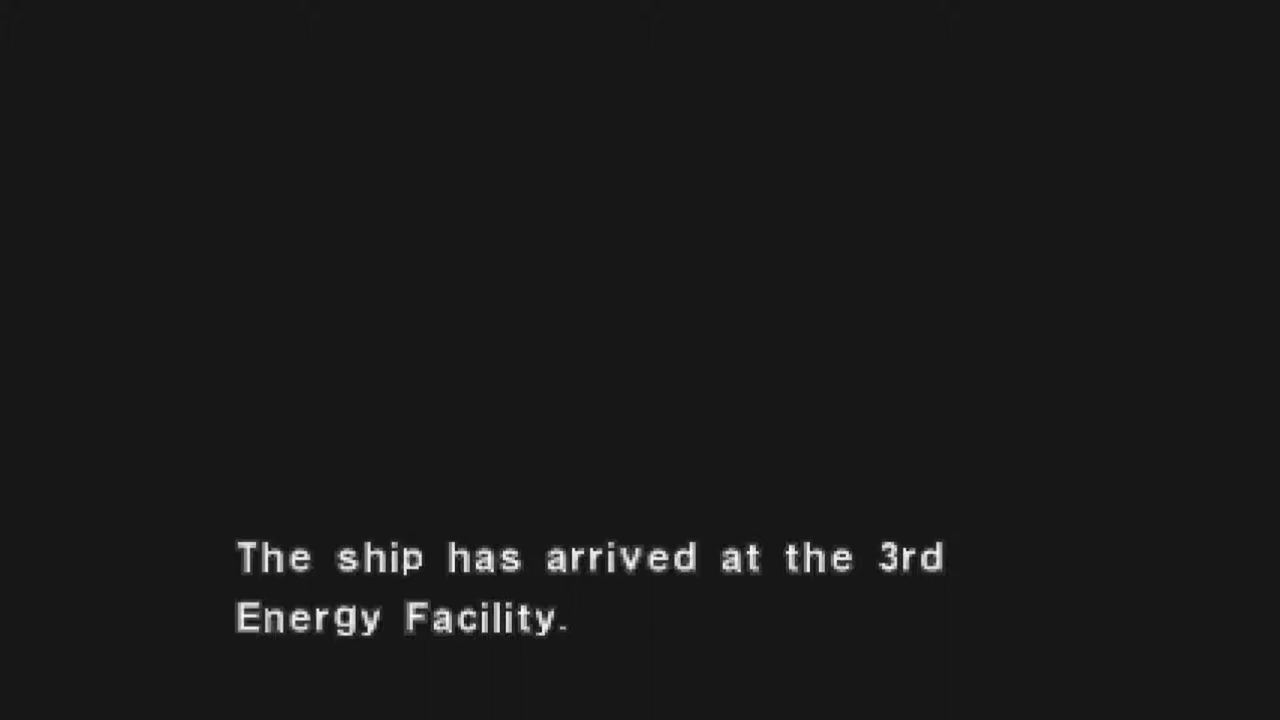 The ship has arrived at the 3rd
Energy Facility.